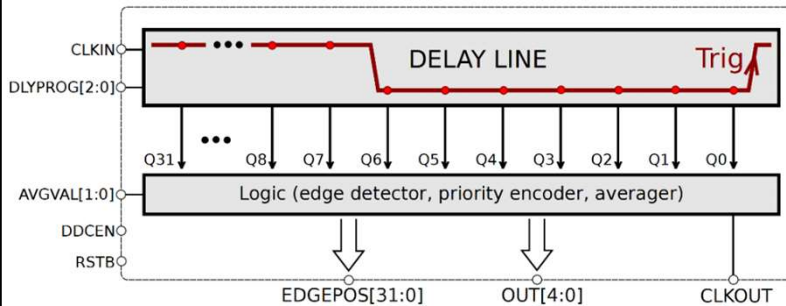 CLKIN
DELAY LINE
Trig
DLYPROG[2:0]
Q31 Q8 Q7 Q6 Q5 Q4 Q3 Q2 Q1 Q0
AVGVAL[1:0]
Logic (edge detector, priority encoder, averager)
DDCEN
RSTB
EDGEPOS[31:0] OUT[4:0] CLKOUT